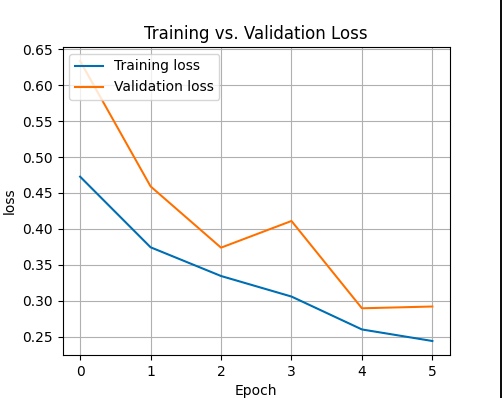 Training vs. Validation Loss
Training loss
Validation loss
0.65
0.60
0.55
0.50
0.45
0.40
0.35
0.30
0.25
loss
0 1 2 3 4 5
Epoch